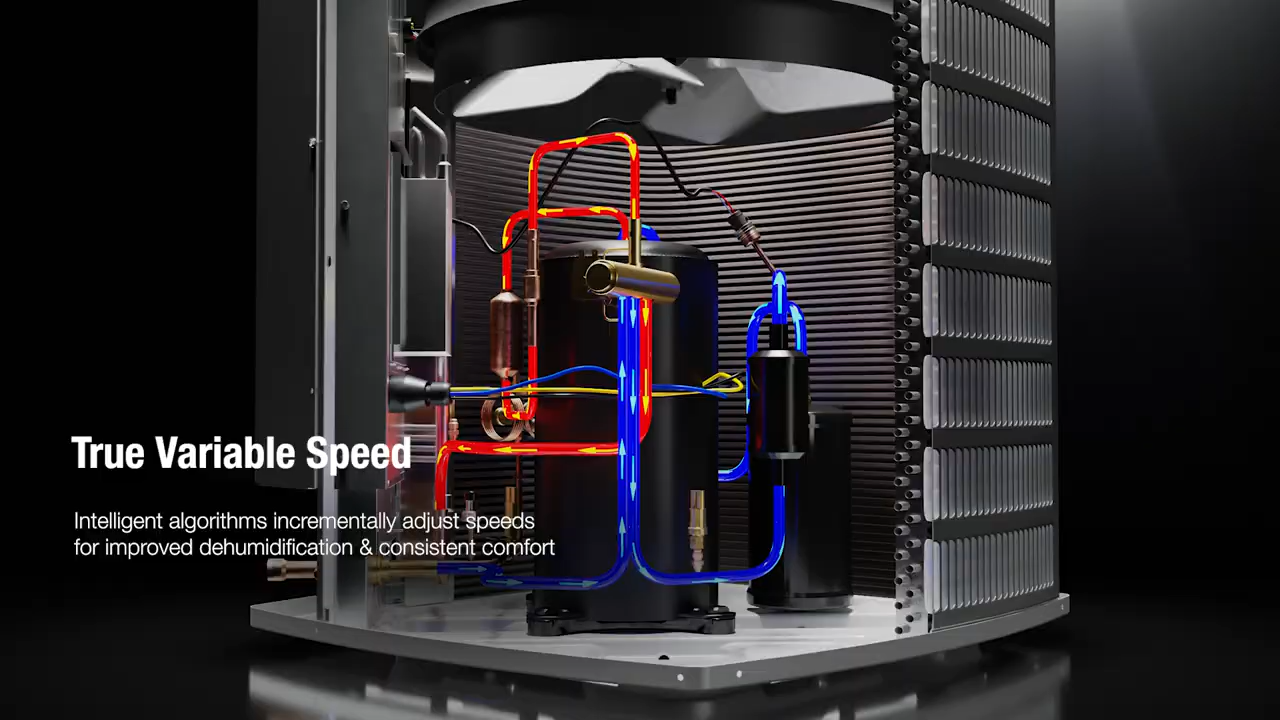 True Variable Speed
Intelligent algorithms incrementally adjust speeds
for improved dehumidification & consistent comfort